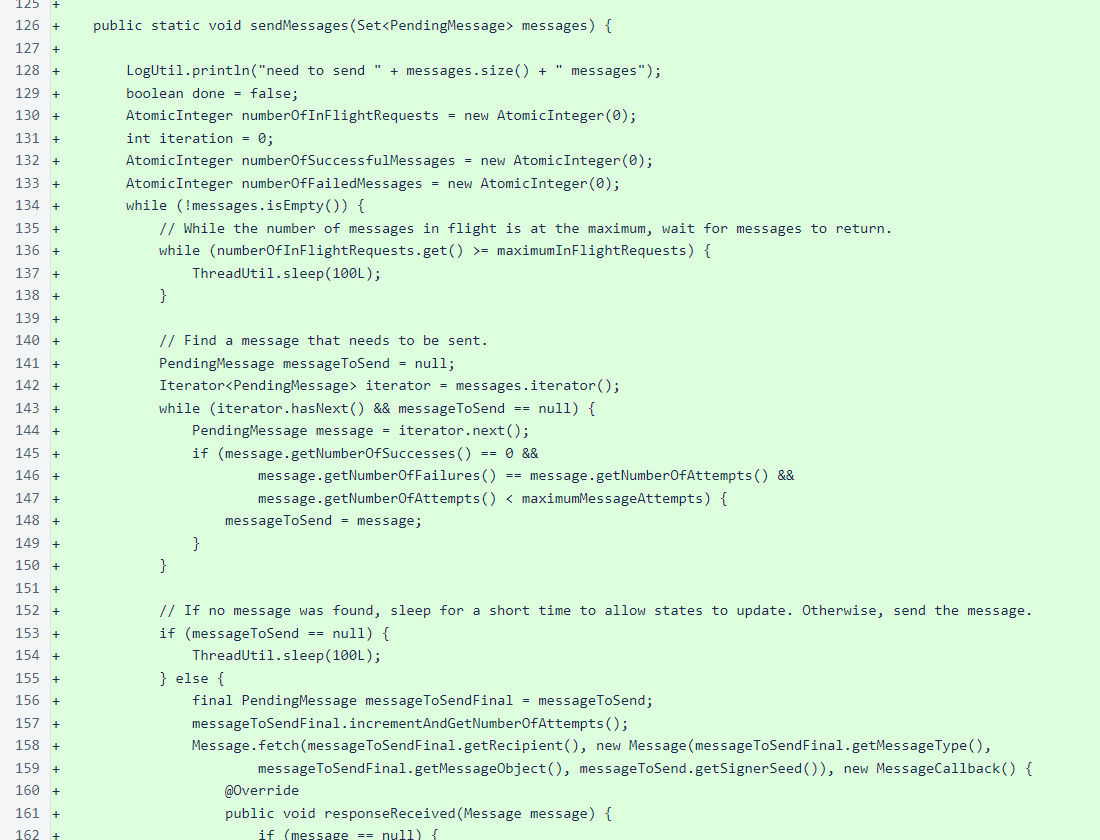 125 +
126 + public static void sendMessages(Set<PendingMessage> messages) {
127 +
128 + LogUtil.println("need to send " + messages.size() + " messages");
129 + boolean done = false;
130 + AtomicInteger numberOfInFlightRequests = new AtomicInteger(0);
131 + int iteration = 0;
132 + AtomicInteger numberOfSuccessfulMessages = new AtomicInteger(0);
133 + AtomicInteger numberOfFailedMessages = new AtomicInteger(0);
134 + while (!messages.isEmpty()) {
135 + // While the number of messages in flight is at the maximum, wait for messages to return.
136 + while (numberOfInFlightRequests.get() >= maximumInFlightRequests) {
137 + ThreadUtil.sleep(100L);
138 + }
139 +
140 + // Find a message that needs to be sent.
141 + PendingMessage messageToSend = null;
142 + Iterator<PendingMessage> iterator = messages.iterator();
143 + while (iterator.hasNext() && messageToSend == null) {
144 + PendingMessage message = iterator.next();
145 + if (message.getNumberOfSuccesses() == 0 &&
146 + message.getNumberOfFailures() == message.getNumberOfAttempts() &&
147 + message.getNumberOfAttempts() < maximumMessageAttempts) {
148 + messageToSend = message;
149 + }
150 + }
151 +
152 + // If no message was found, sleep for a short time to allow states to update. Otherwise, send the message.
153 + if (messageToSend == null) {
154 + ThreadUtil.sleep(100L);
155 + } else {
156 + final PendingMessage messageToSendFinal = messageToSend;
157 + messageToSendFinal.incrementAndGetNumberOfAttempts();
158 + Message.fetch(messageToSendFinal.getRecipient(), new Message(messageToSendFinal.getMessageType(),
159 + messageToSendFinal.getMessageObject(), messageToSend.getSignerSeed()), new MessageCallback() {
160 + @Override
161 + public void responseReceived(Message message) {
162 + if (message == null) {